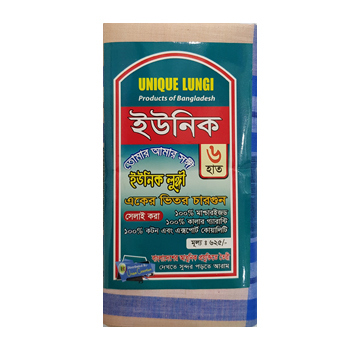 UNIQUE LUNGI
Products of Bangladesh
ইউনিক
তোমার আমার সবার
৬
হাত
ইউনিক লুঙ্গী
একের ভিতর চারগুন
সেলাই করা
১০০% মার্চারাইজড
১০০% কালার গ্যারান্টি
১০০% কটন এবং এক্সপোর্ট কোয়ালিটি
মূল্য : ৬২৫/-
দেখতে সুন্দর পড়তে আরাম